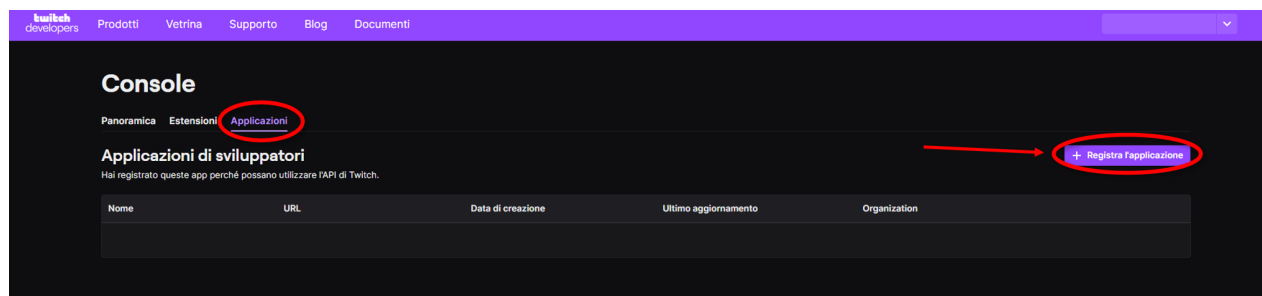 twitch
developers
Prodotti Vetrina Supporto Blog Documenti
Console
Panoramica Estensioni Applicazioni
Applicazioni di sviluppatori
+ Registra l'applicazione
Hai registrato queste app perché possano utilizzare l'API di Twitch.
Nome URL Data di creazione Ultimo aggiornamento Organization